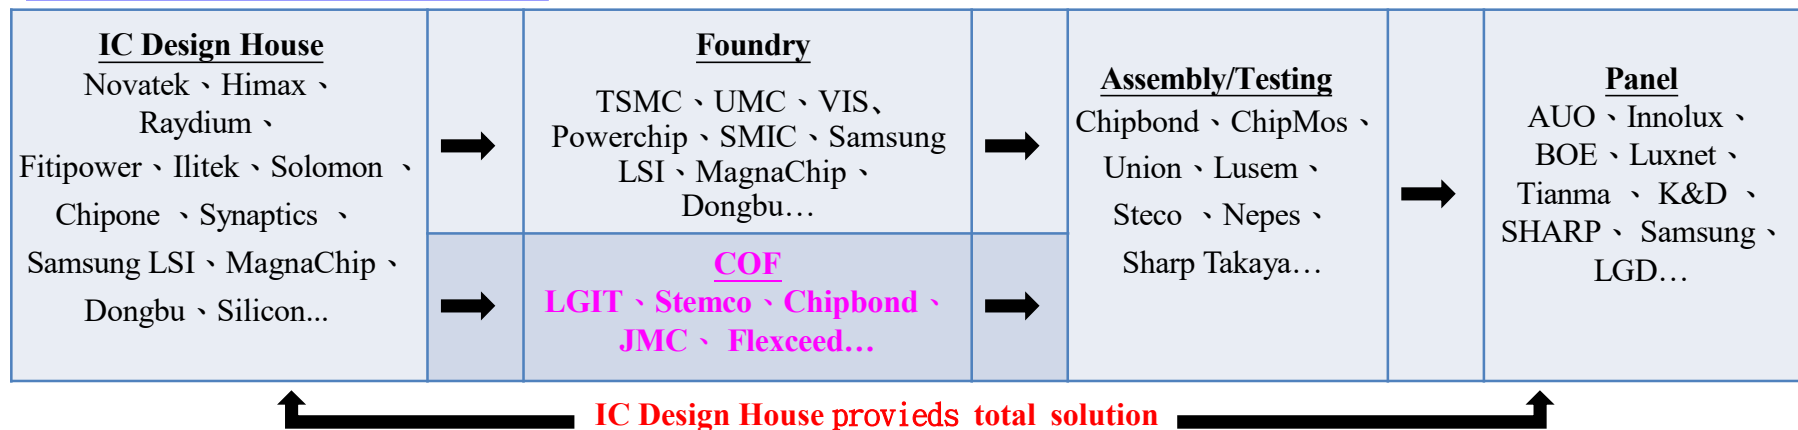 IC Design House
Novatek、Himax、
Raydium、
Fitipower、Ilitek、Solomon 、
Chipone 、Synaptics 、
Samsung LSI、MagnaChip、
Dongbu、Silicon...
Foundry
TSMC、UMC、VIS、
Powerchip、SMIC、Samsung
LSI、MagnaChip、
Dongbu…
COF
LGIT、Stemco、Chipbond、
JMC、 Flexceed…
Assembly/Testing
Chipbond、ChipMos、
Union、Lusem、
Steco 、Nepes、
Sharp Takaya…
Panel
AUO、Innolux、
BOE、Luxnet、
Tianma 、 K&D 、
SHARP、 Samsung、
LGD…
IC Design House provieds total solution